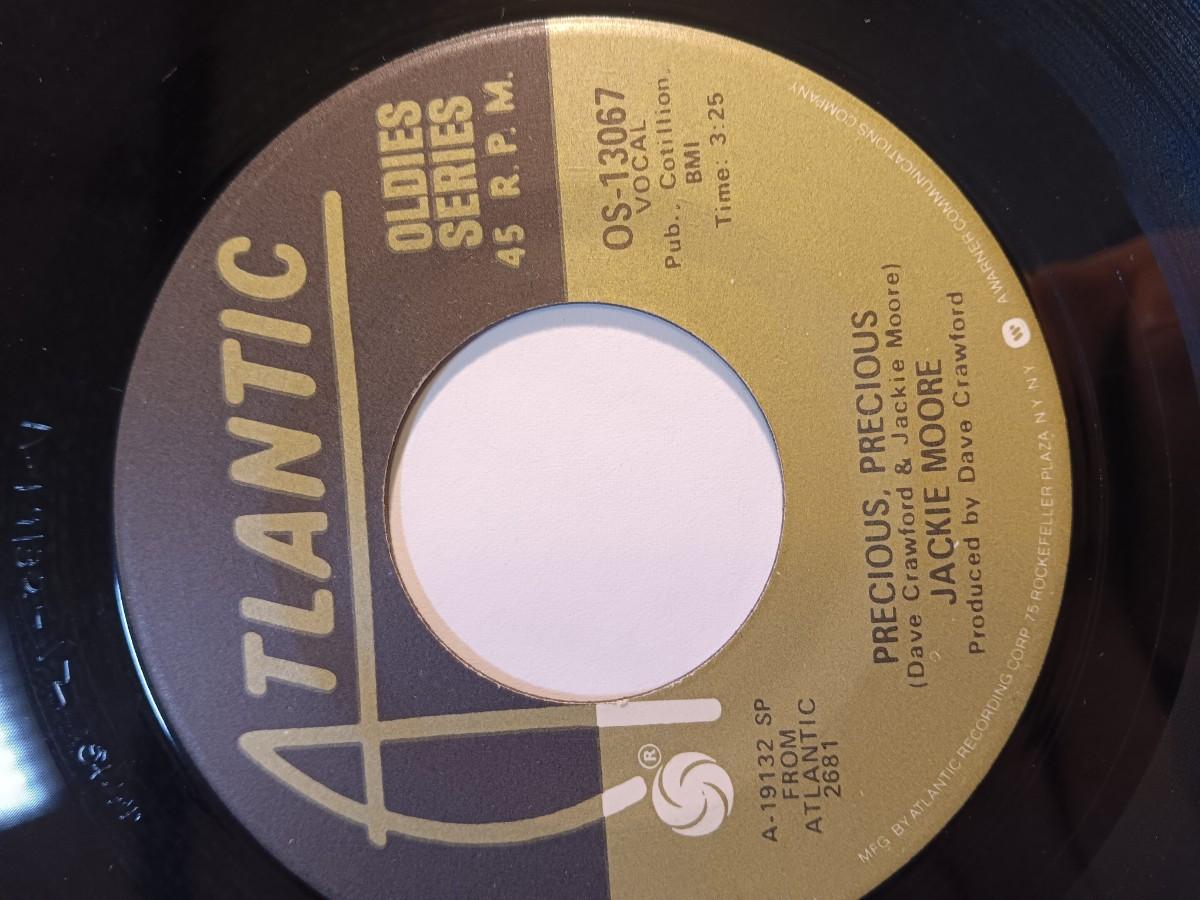 ATLANTIC
OLDIES
SERIES
45 R. P. M.
OS-13067
VOCAL
Pub., Cotillion,
BMI
Time: 3:25
®
A-19132 SP
FROM
ATLANTIC
2681
PRECIOUS, PRECIOUS
(Dave Crawford & Jackie Moore)
JACKIE MOORE
Produced by Dave Crawford
MFG BY ATLANTIC RECORDING CORP 75 ROCKEFELLER PLAZA N Y N Y A WARNER COMMUNICATIONS COMPANY